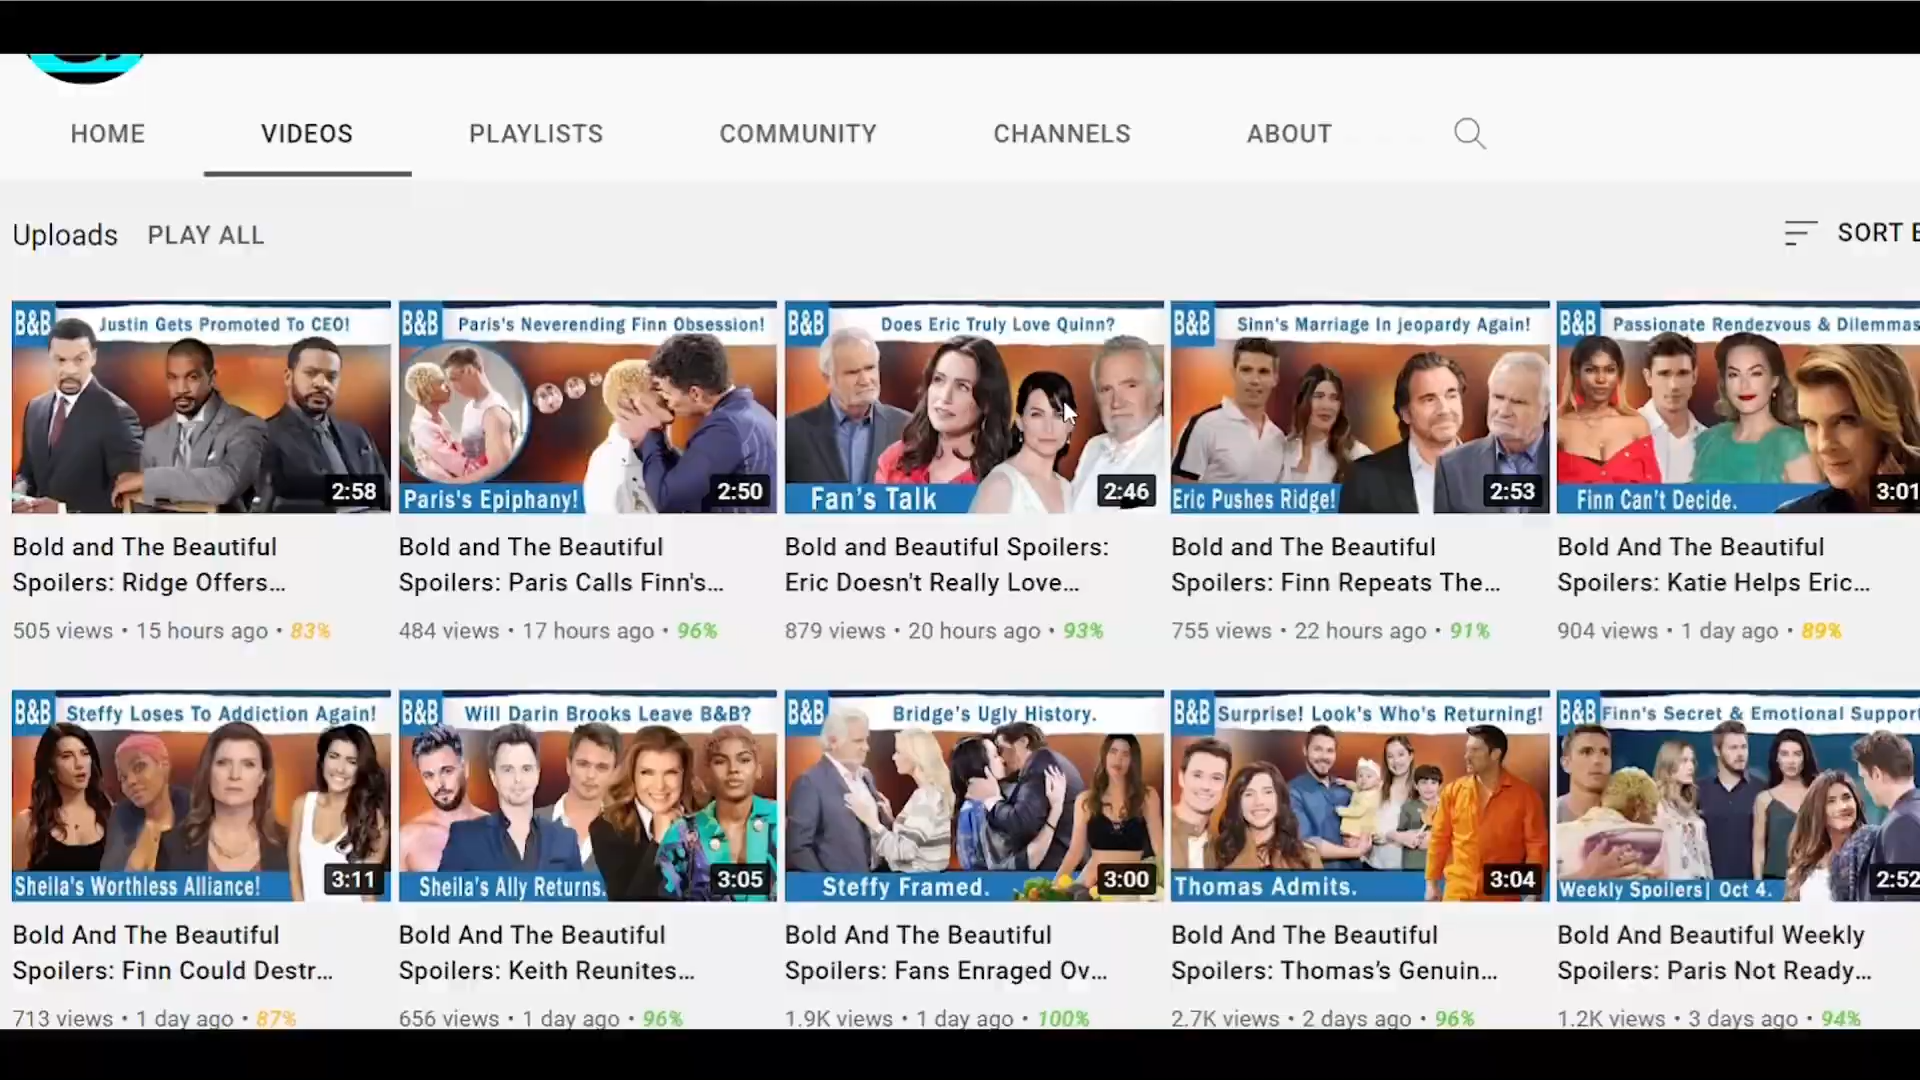 HOME VIDEOS PLAYLISTS COMMUNITY CHANNELS ABOUT
Uploads PLAY ALL
SORT
B&B Justin Gets Promoted To CEO!
2:58
B&B Paris's Neverending Finn Obsession!
Paris's Epiphany! 2:50
B&B Does Eric Truly Love Quinn?
Fan's Talk 2:46
B&B Sinn's Marriage In Jeopardy Again!
Eric Pushes Ridge! 2:53
B&B Passionate Rendezvous & Dilemmas
Finn Can't Decide. 3:01
Bold and The Beautiful
Spoilers: Ridge Offers...
505 views • 15 hours ago • 83%
Bold and The Beautiful
Spoilers: Paris Calls Finn's...
484 views • 17 hours ago • 96%
Bold and Beautiful Spoilers:
Eric Doesn't Really Love...
879 views • 20 hours ago • 93%
Bold and The Beautiful
Spoilers: Finn Repeats The...
755 views • 22 hours ago • 91%
Bold And The Beautiful
Spoilers: Katie Helps Eric...
904 views • 1 day ago • 89%
B&B Steffy Loses To Addiction Again!
Sheila's Worthless Alliance! 3:11
B&B Will Darin Brooks Leave B&B?
Sheila's Ally Returns. 3:05
B&B Bridge's Ugly History.
Steffy Framed. 3:00
B&B Surprise! Look's Who's Returning!
Thomas Admits. 3:04
B&B Finn's Secret & Emotional Support
Weekly Spoilers| Oct 4. 2:52
Bold And The Beautiful
Spoilers: Finn Could Destr...
713 views • 1 day ago • 87%
Bold And The Beautiful
Spoilers: Keith Reunites...
656 views • 1 day ago • 96%
Bold And The Beautiful
Spoilers: Fans Enraged Ov...
1.9K views • 1 day ago • 100%
Bold And The Beautiful
Spoilers: Thomas's Genuin...
2.7K views • 2 days ago • 96%
Bold And Beautiful Weekly
Spoilers: Paris Not Ready...
1.2K views • 3 days ago • 94%